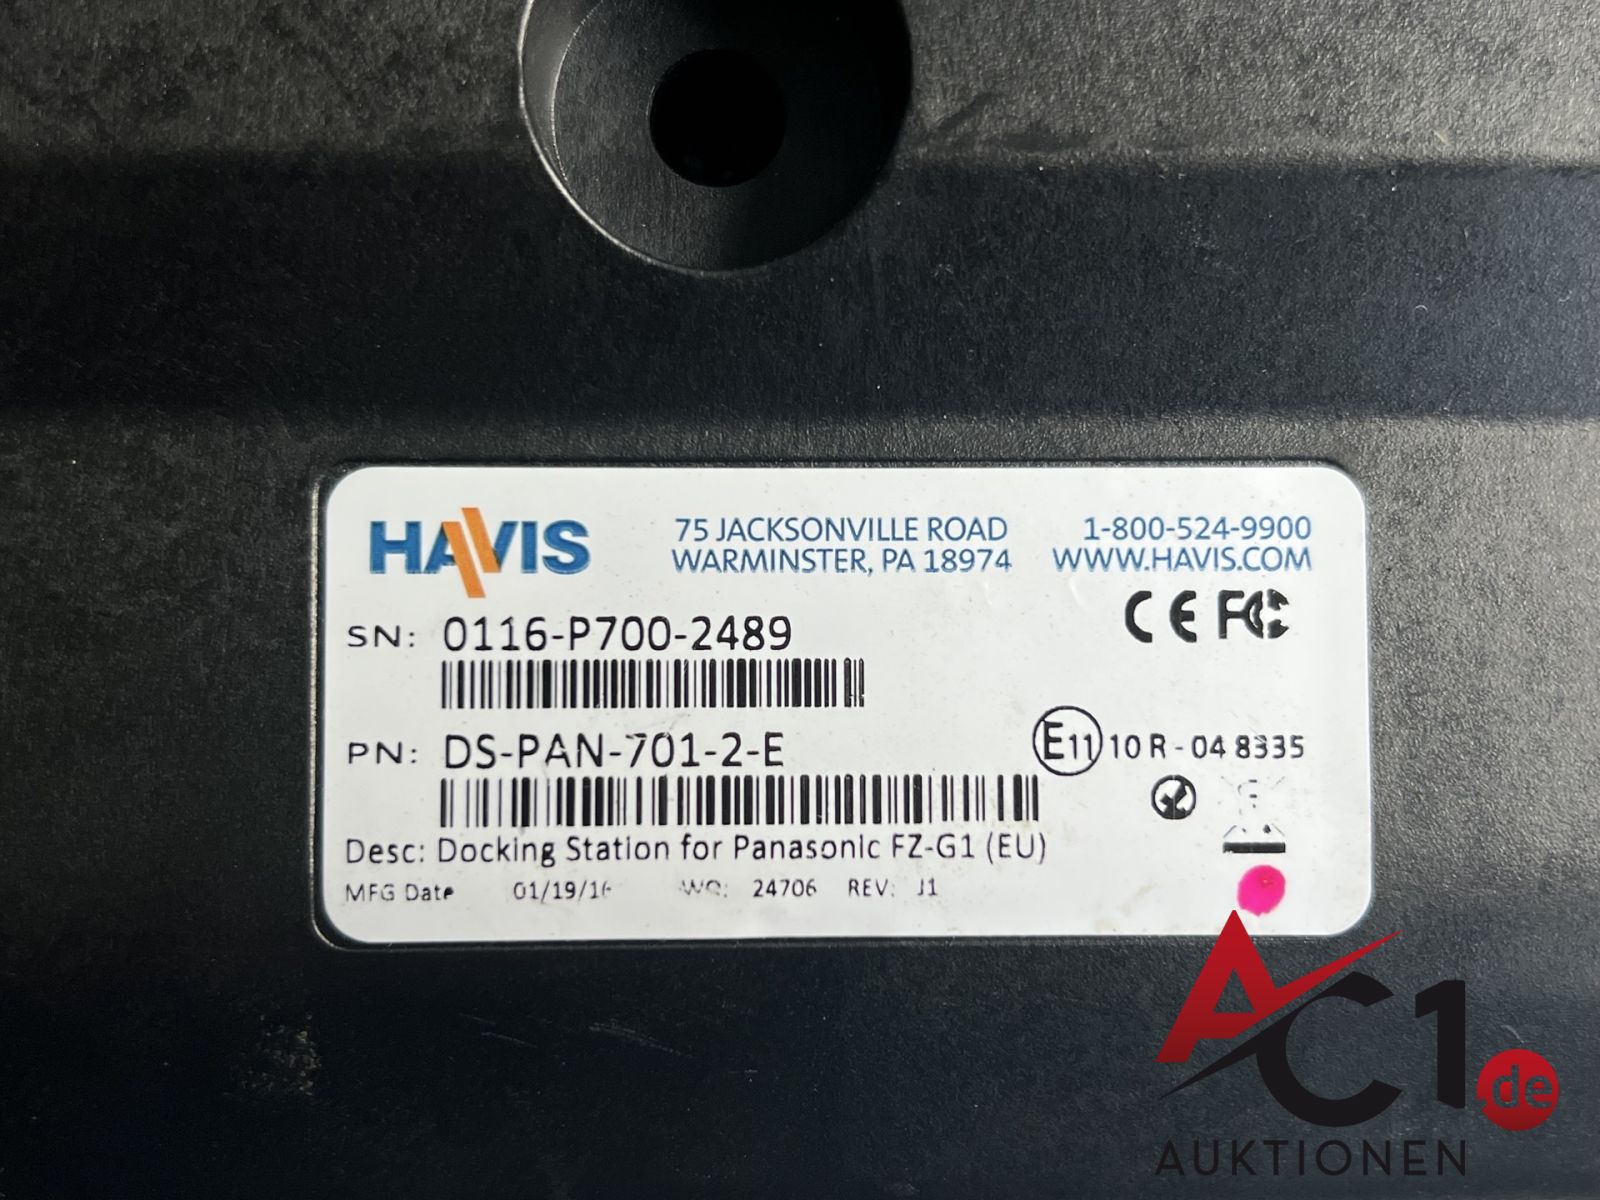 HAVIS
75 JACKSONVILLE ROAD
WARMINSTER, PA 18974
1-800-524-9900
WWW.HAVIS.COM
CE FC
SN: 0116-P700-2489
PN: DS-PAN-701-2-E
E11 10 R - 04 8335
Desc: Docking Station for Panasonic FZ-G1 (EU)
MFG Date 01/19/16 WO: 24706 REV: J1
AC1.de
AUKTIONEN